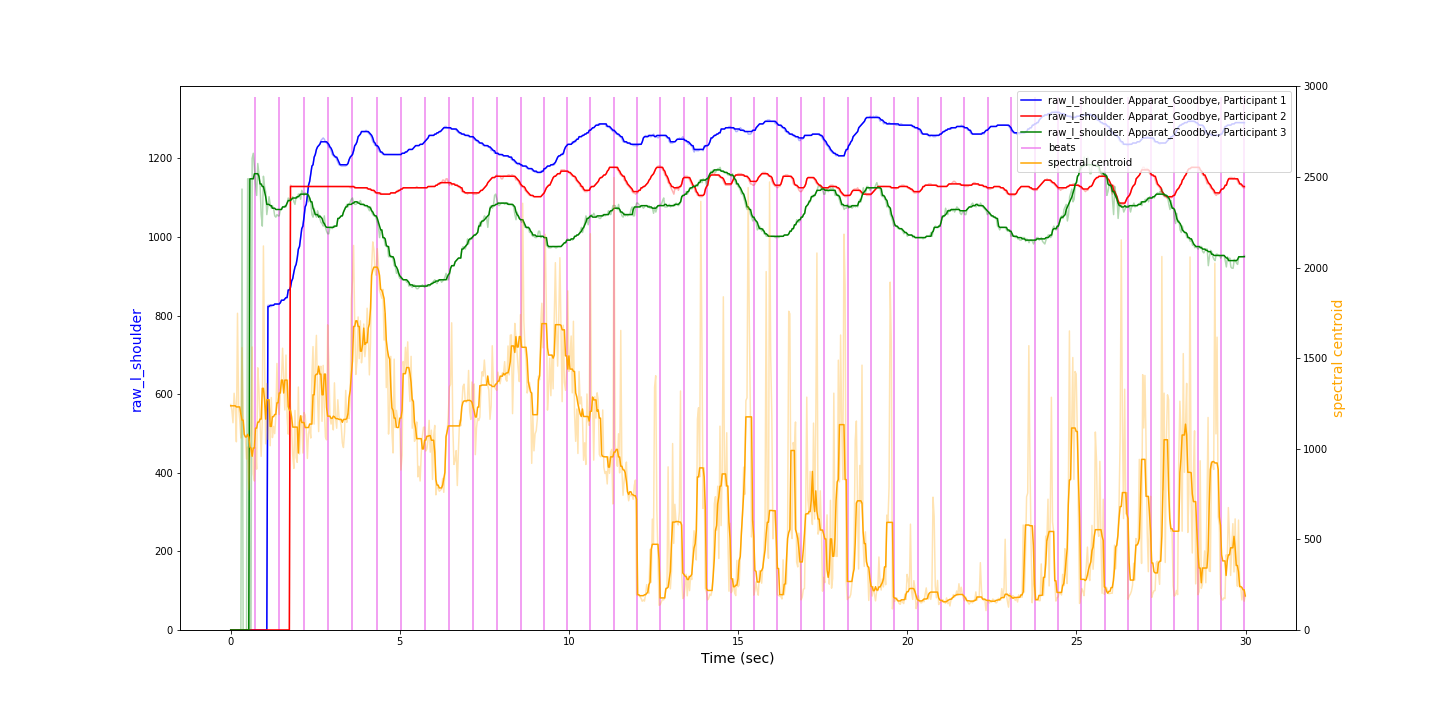 raw_l_shoulder. Apparat_Goodbye, Participant 1
raw_l_shoulder. Apparat_Goodbye, Participant 2
raw_l_shoulder. Apparat_Goodbye, Participant 3
beats
spectral centroid
raw_l_shoulder
1200
1000
800
600
400
200
0
3000
2500
2000
1500
1000
500
0
spectral centroid
0 5 10 15 20 25 30
Time (sec)